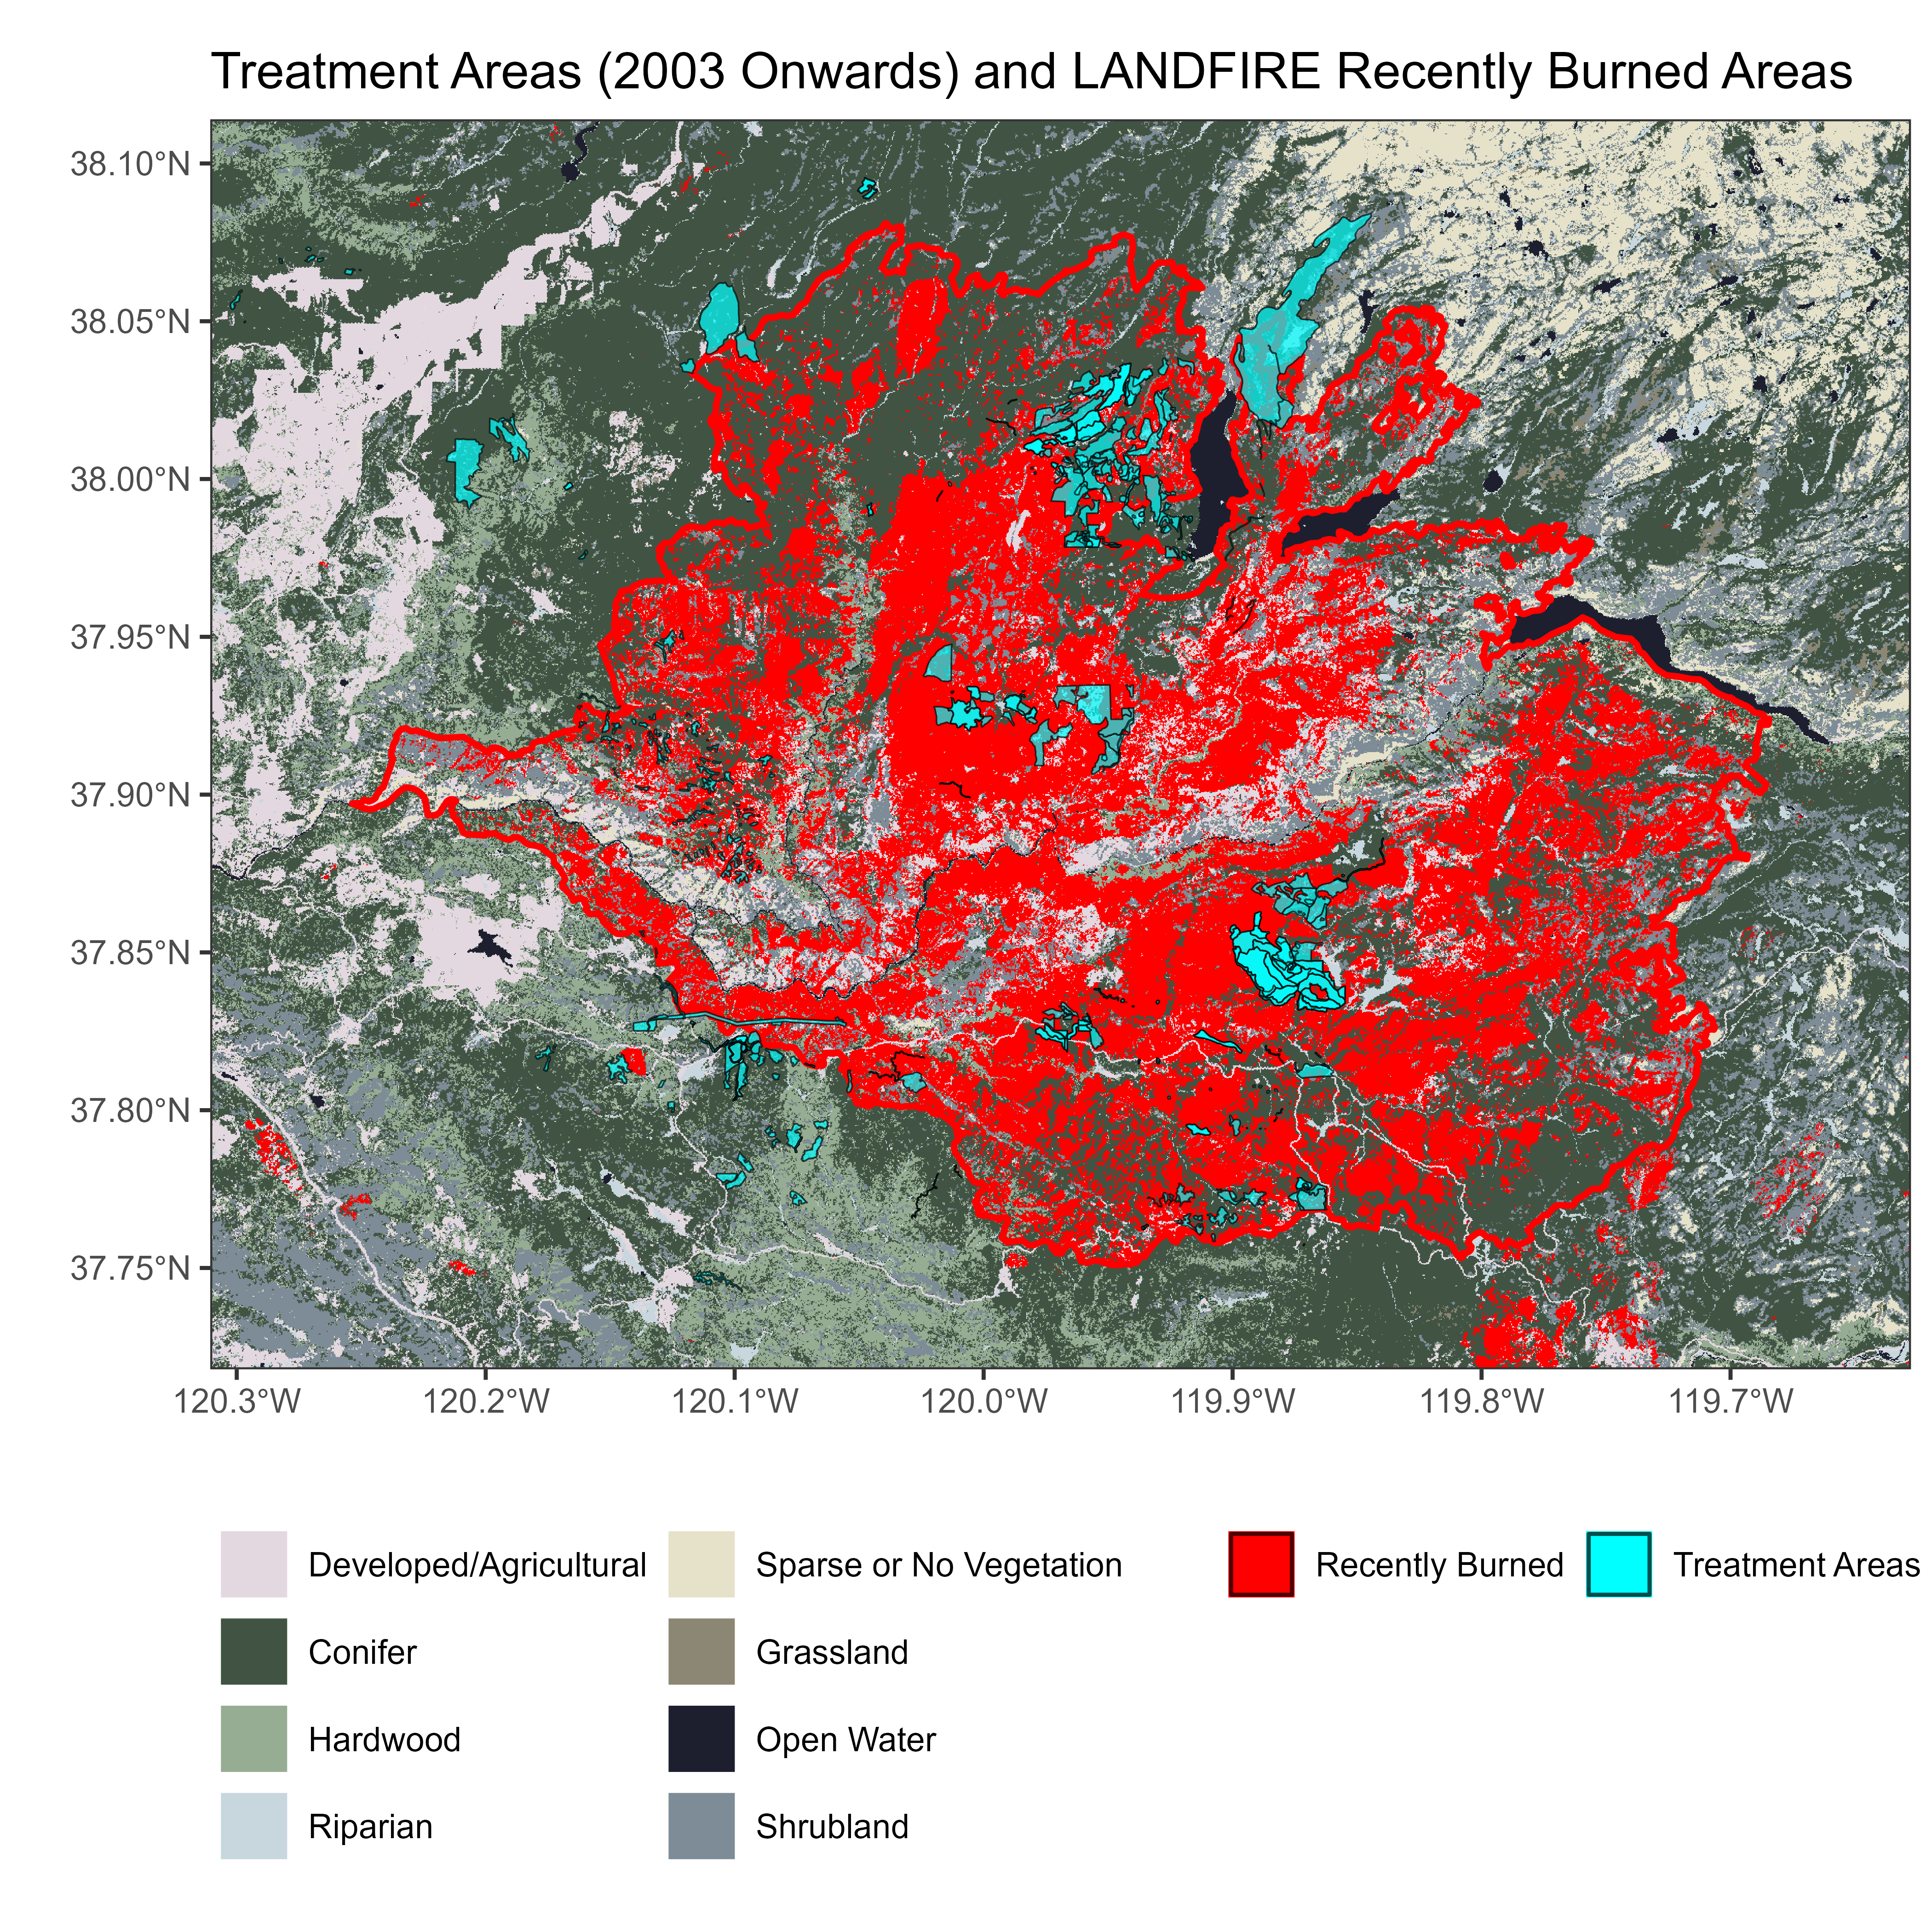 Treatment Areas (2003 Onwards) and LANDFIRE Recently Burned Areas
38.10°N
38.05°N
38.00°N
37.95°N
37.90°N
37.85°N
37.80°N
37.75°N
120.3°W 120.2°W 120.1°W 120.0°W 119.9°W 119.8°W 119.7°W
Developed/Agricultural Sparse or No Vegetation Recently Burned Treatment Areas
Conifer Grassland
Hardwood Open Water
Riparian Shrubland